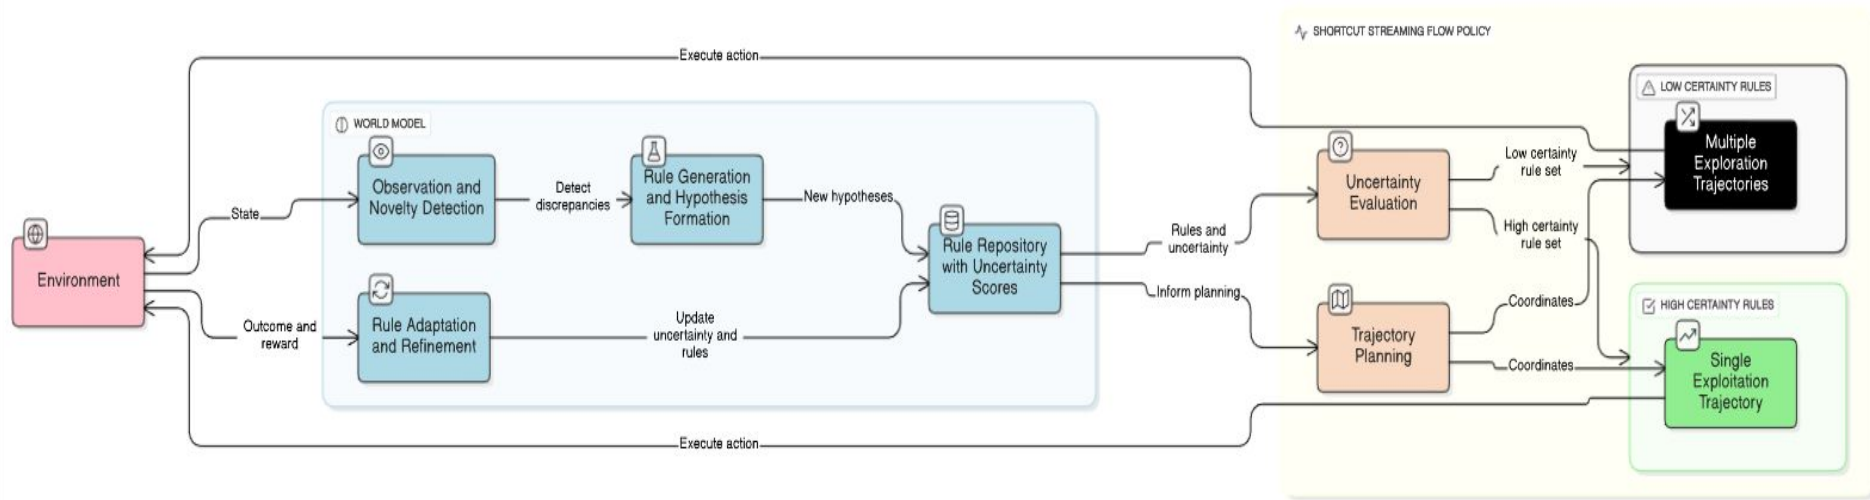 SHORTCUT STREAMING FLOW POLICY
Execute action
LOW CERTAINTY RULES
WORLD MODEL
Multiple
Exploration
Trajectories
Low certainty
rule set
Uncertainty
Evaluation
Rule Generation
and Hypothesis
Formation
Observation and
Novelty Detection
Detect
discrepancies
New hypotheses
State
High certainty
rule set
Rules and
uncertainty
Rule Repository
with Uncertainty
Scores
Environment
Inform planning
Coordinates
HIGH CERTAINTY RULES
Outcome and
reward
Rule Adaptation
and Refinement
Update
uncertainty and
rules
Trajectory
Planning
Coordinates
Single
Exploitation
Trajectory
Execute action